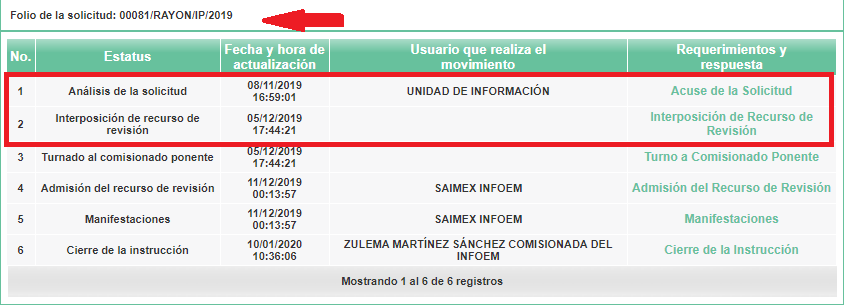 Folio de la solicitud: 00081/RAYON/IP/2019
No. Estatus Fecha y hora de actualización Usuario que realiza el movimiento Requerimientos y respuesta
1 Análisis de la solicitud 08/11/2019 16:59:01 UNIDAD DE INFORMACIÓN Acuse de la Solicitud
2 Interposición de recurso de revisión 05/12/2019 17:44:21 Interposición de Recurso de Revisión
3 Turnado al comisionado ponente 05/12/2019 17:44:21 Turno a Comisionado Ponente
4 Admisión del recurso de revisión 11/12/2019 00:13:57 SAIMEX INFOEM Admisión del Recurso de Revisión
5 Manifestaciones 11/12/2019 00:13:57 SAIMEX INFOEM Manifestaciones
6 Cierre de la instrucción 10/01/2020 10:36:06 ZULEMA MARTÍNEZ SÁNCHEZ COMISIONADA DEL INFOEM Cierre de la Instrucción
Mostrando 1 al 6 de 6 registros